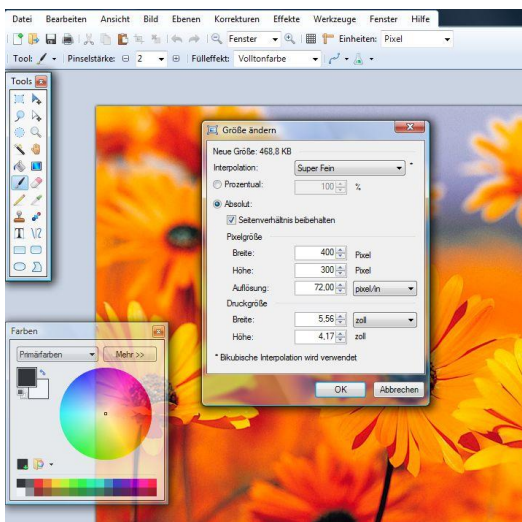 Datei Bearbeiten Ansicht Bild Ebenen Korrekturen Effekte Werkzeuge Fenster Hilfe
Fenster Einheiten: Pixel
Tool: Pinselstärke: 2 Fülleffekt: Volltonfarbe
Tools
Größe ändern
Neue Größe: 468,8 KB
Interpolation: Super Fein *
Prozentual: 100 %
Absolut:
Seitenverhältnis beibehalten
Pixelgröße
Breite: 400 Pixel
Höhe: 300 Pixel
Auflösung: 72,00 pixel/in
Druckgröße
Breite: 5,56 zoll
Höhe: 4,17 zoll
* Bikubische Interpolation wird verwendet
OK Abbrechen
Farben
Primärfarben Mehr >>